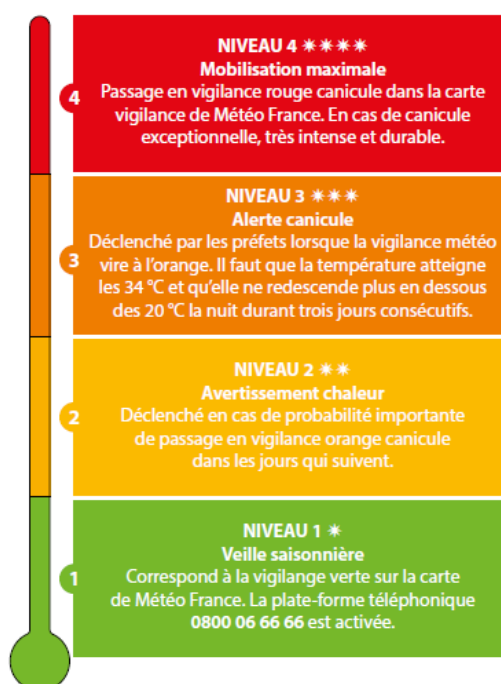 NIVEAU 4 ✷✷✷✷
Mobilisation maximale
4
Passage en vigilance rouge canicule dans la carte
vigilance de Météo France. En cas de canicule
exceptionnelle, très intense et durable.
NIVEAU 3 ✷✷✷
Alerte canicule
3
Déclenché par les préfets lorsque la vigilance météo
vire à l'orange. Il faut que la température atteigne
les 34 °C et qu'elle ne redescende plus en dessous
des 20 °C la nuit durant trois jours consécutifs.
NIVEAU 2 ✷✷
Avertissement chaleur
2
Déclenché en cas de probabilité importante
de passage en vigilance orange canicule
dans les jours qui suivent.
NIVEAU 1 ✷
Veille saisonnière
1
Correspond à la vigilange verte sur la carte
de Météo France. La plate-forme téléphonique
0800 06 66 66 est activée.